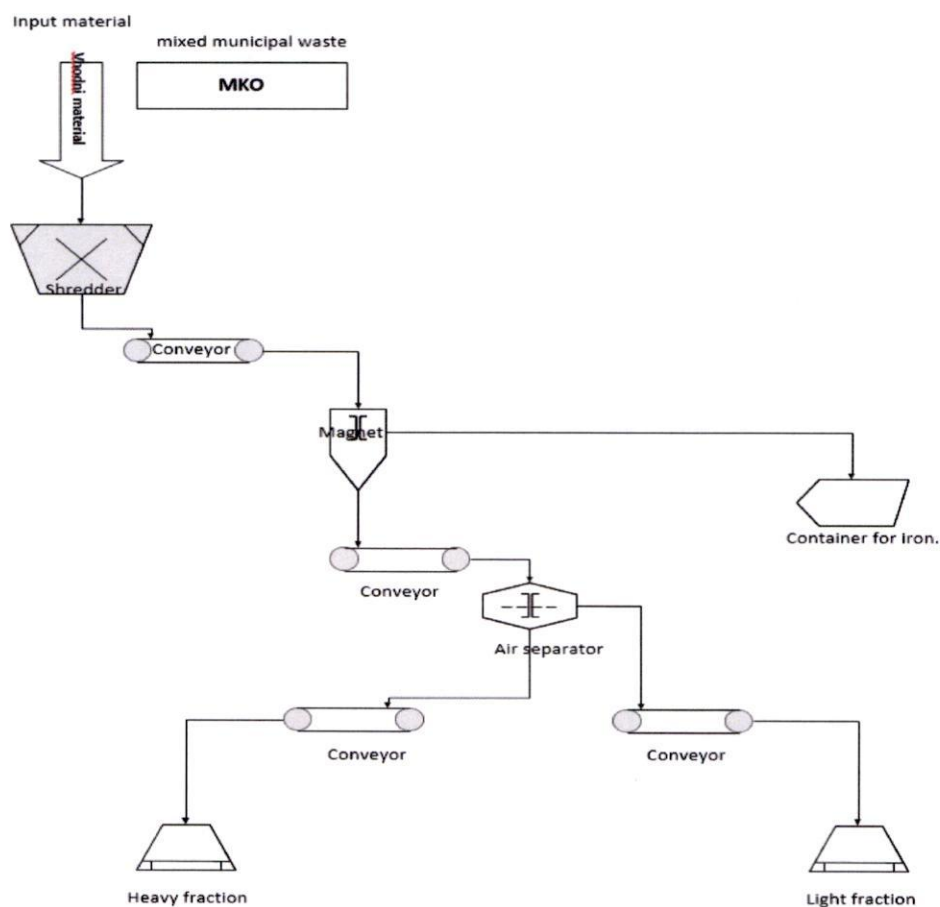 Input material
mixed municipal waste
Vhodni material
MKO
Shredder
Conveyor
Magnet
Container for iron.
Conveyor
Air separator
Conveyor
Conveyor
Heavy fraction
Light fraction